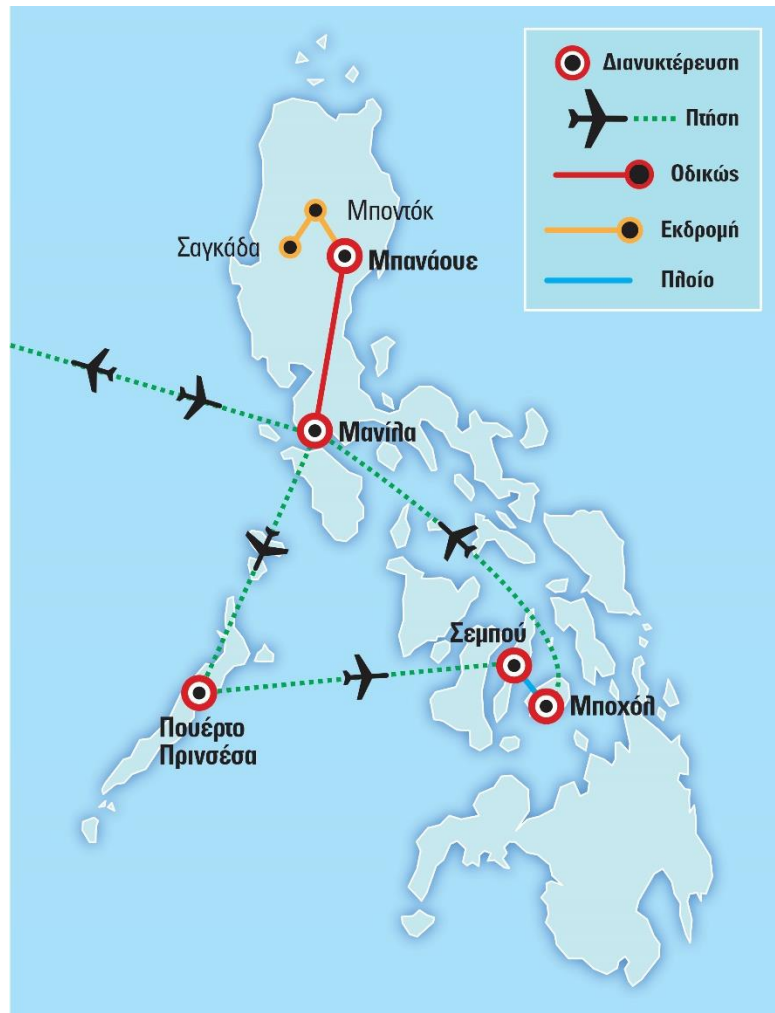 Διανυκτέρευση
Πτήση
Οδικώς
Εκδρομή
Πλοίο
Μποντόκ
Σαγκάδα
Μπανάουε
Μανίλα
Σεμπού
Μποχόλ
Πουέρτο
Πρινσέσα